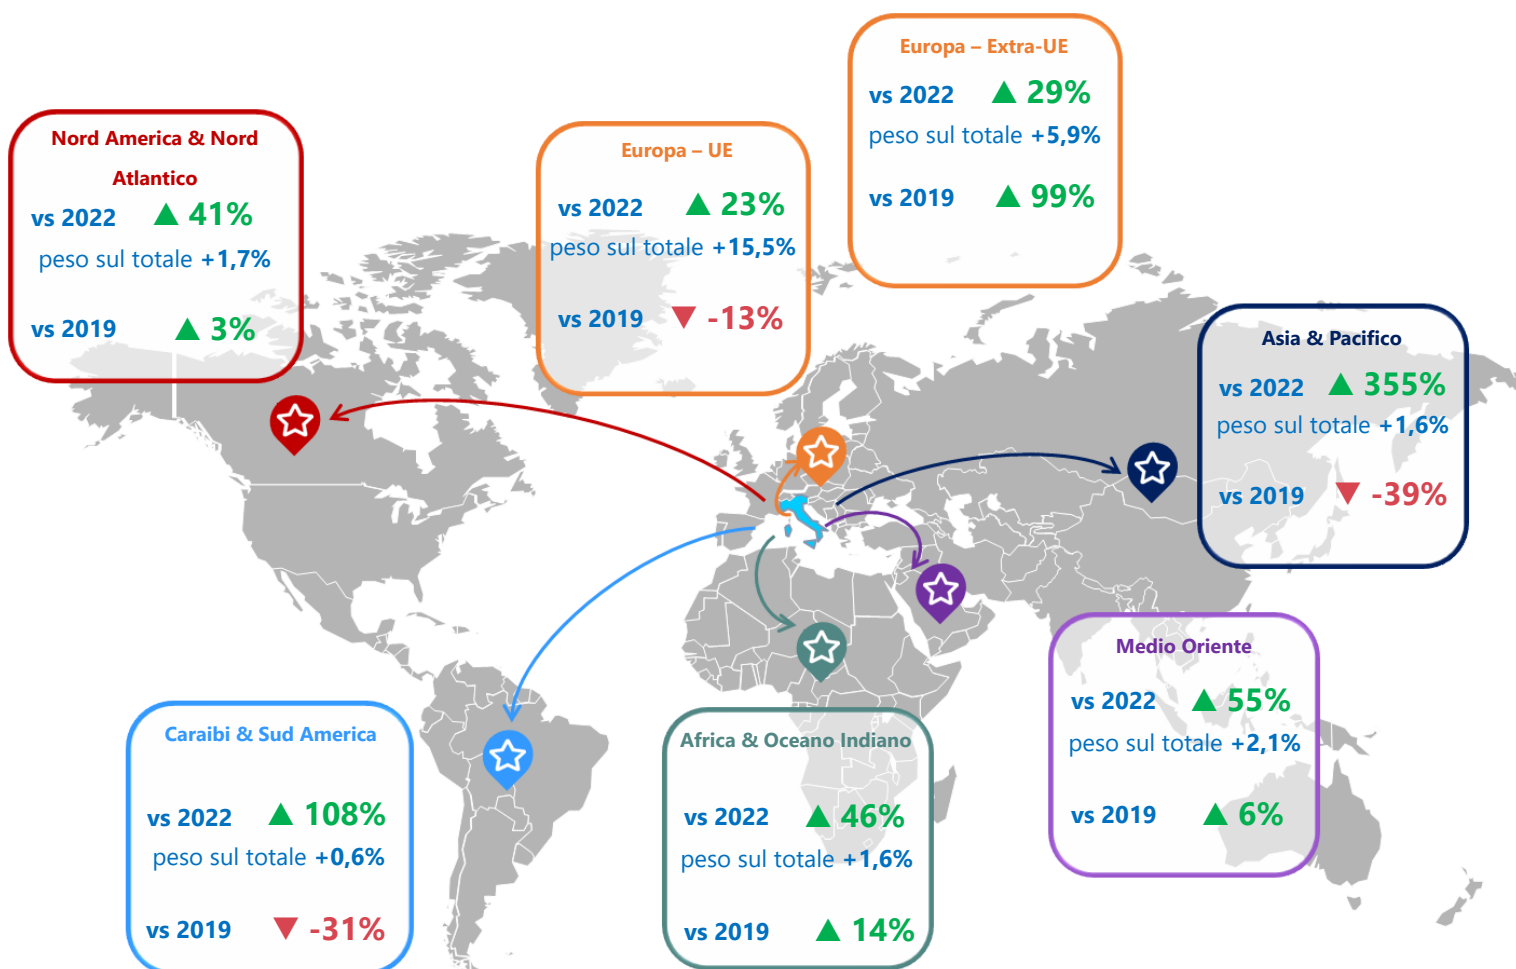 Europa – Extra-UE
vs 2022 ▲ 29%
peso sul totale +5,9%
vs 2019 ▲ 99%
Nord America & Nord
Atlantico
vs 2022 ▲ 41%
peso sul totale +1,7%
vs 2019 ▲ 3%
Europa – UE
vs 2022 ▲ 23%
peso sul totale +15,5%
vs 2019 ▼ -13%
Asia & Pacifico
vs 2022 ▲ 355%
peso sul totale +1,6%
vs 2019 ▼ -39%
Medio Oriente
vs 2022 ▲ 55%
peso sul totale +2,1%
vs 2019 ▲ 6%
Caraibi & Sud America
vs 2022 ▲ 108%
peso sul totale +0,6%
vs 2019 ▼ -31%
Africa & Oceano Indiano
vs 2022 ▲ 46%
peso sul totale +1,6%
vs 2019 ▲ 14%